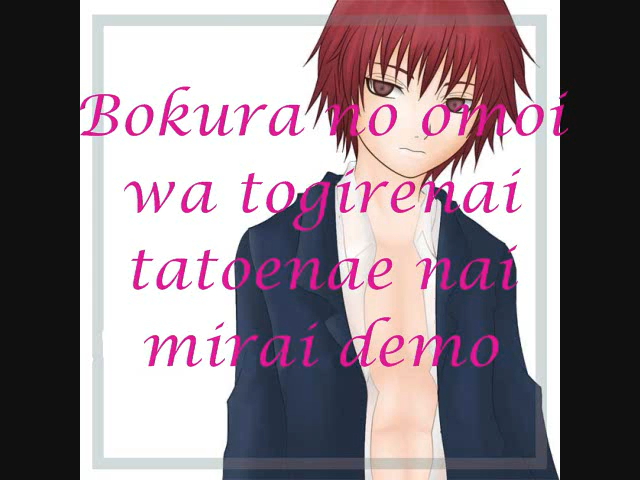 Bokura no omoi
wa togirenai
tatoenae nai
mirai demo